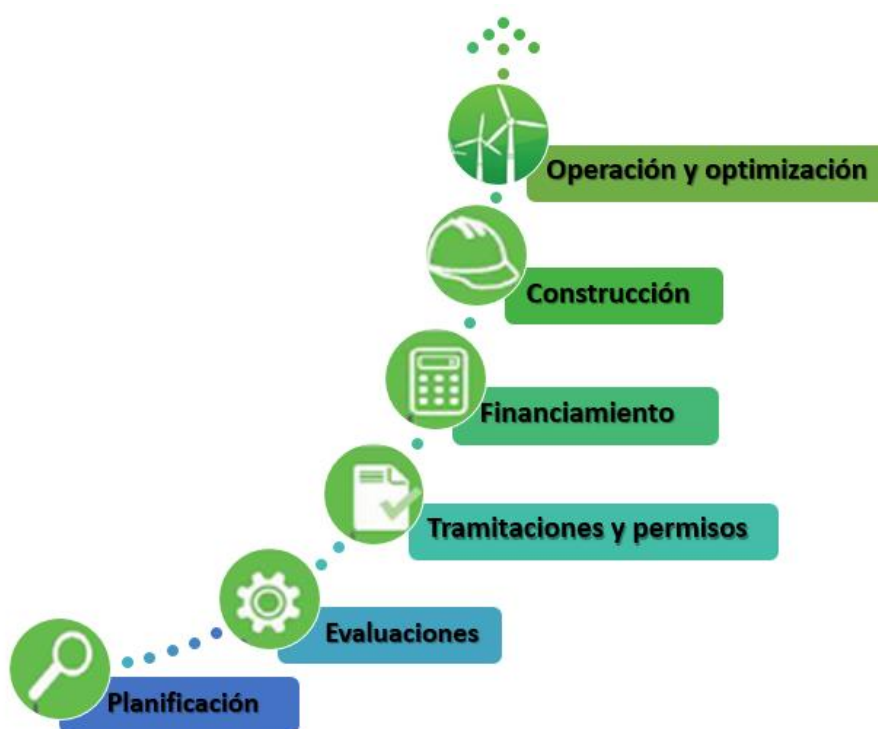 Operación y optimización
Construcción
Financiamiento
Tramitaciones y permisos
Evaluaciones
Planificación